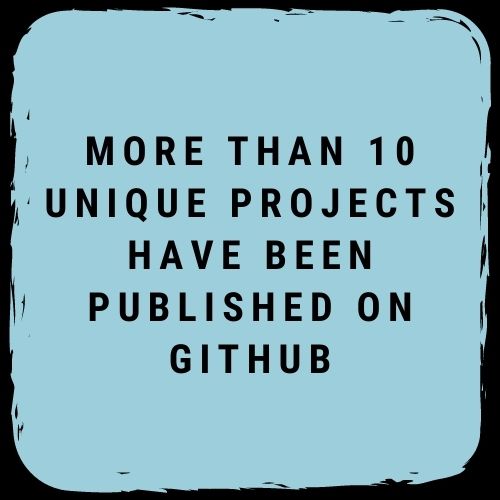 MORE THAN 10
UNIQUE PROJECTS
HAVE BEEN
PUBLISHED ON
GITHUB